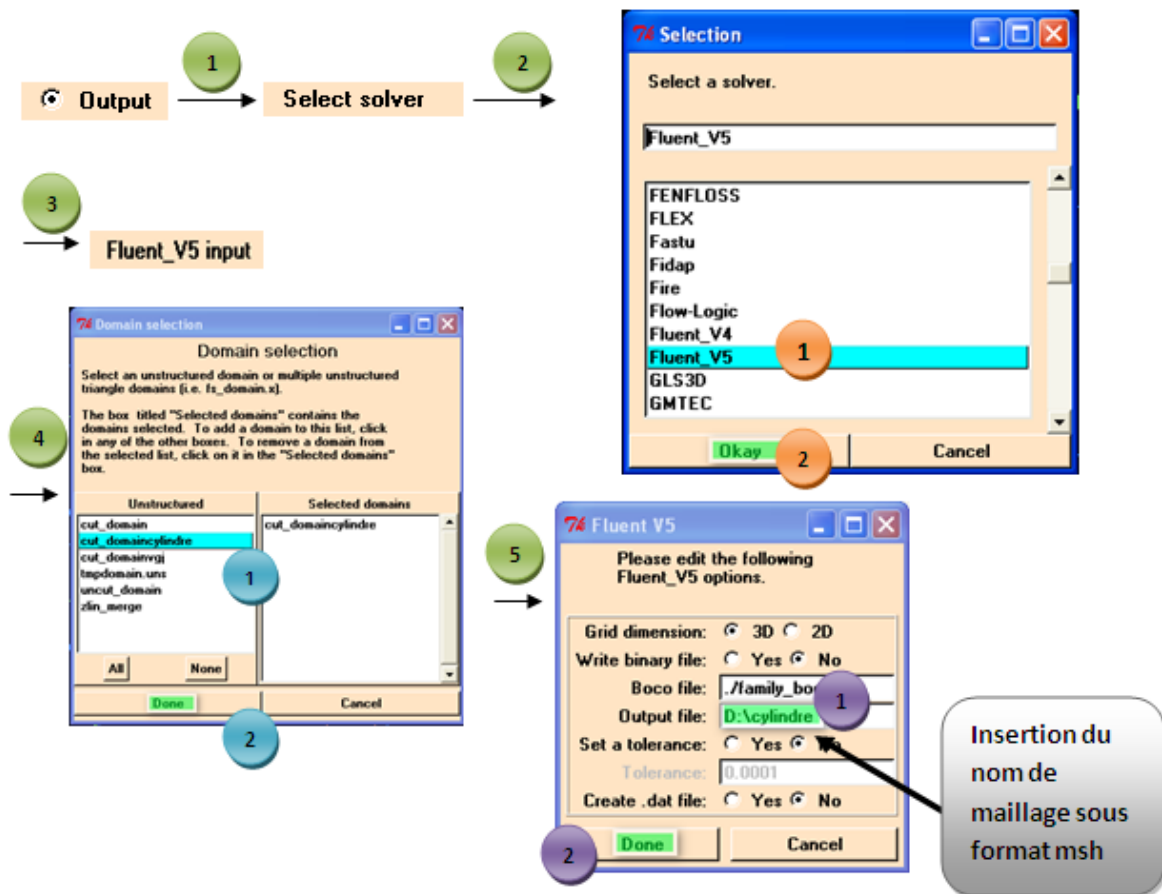 Output
1
Select solver
2
3
Fluent_V5 input
Selection
Select a solver.
Fluent_V5
FENFLOSS
FLEX
Fastu
Fidap
Fire
Flow-Logic
Fluent_V4
Fluent_V5
1
GLS3D
GMTEC
Okay
2
Cancel
4
Domain selection
Domain selection
Select an unstructured domain or multiple unstructured
triangle domains (i.e. fs_domain.x).
The box titled "Selected domains" contains the
domains selected. To add a domain to this list, click
in any of the other boxes. To remove a domain from
the selected list, click on it in the "Selected domains"
box.
Unstructured
Selected domains
cut_domain
cut_domaincylindre
cut_domainvgj
tmpdomain.uns
uncut_domain
zlin_merge
cut_domaincylindre
1
All
None
Done
Cancel
2
5
Fluent V5
Please edit the following
Fluent_V5 options.
Grid dimension: 3D 2D
Write binary file: Yes No
Boco file: ./family_bo
1
Output file: D:\cylindre
Set a tolerance: Yes No
Tolerance: 0.0001
Create .dat file: Yes No
2
Done
Cancel
Insertion du
nom de
maillage sous
format msh